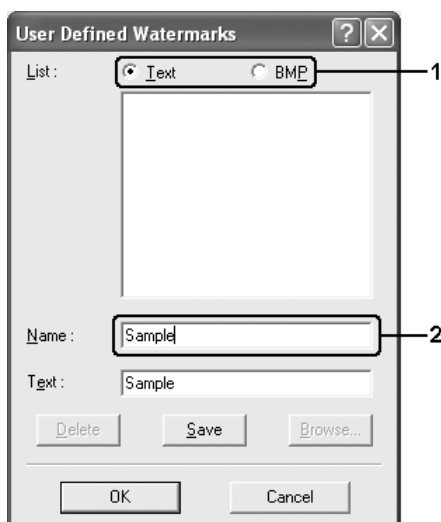 User Defined Watermarks
List : Text BMP 1
Name : Sample 2
Text : Sample
Delete Save Browse...
OK Cancel